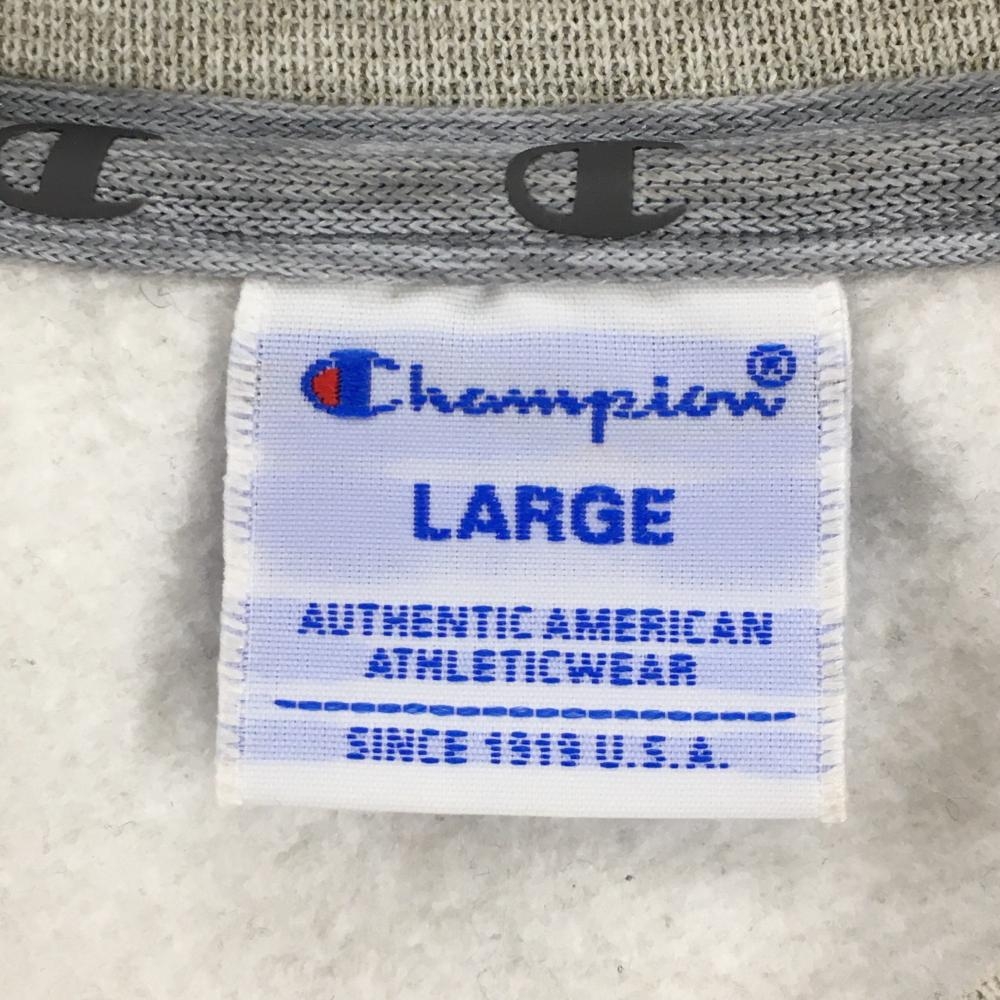 Champion®
LARGE
AUTHENTIC AMERICAN
ATHLETICWEAR
SINCE 1919 U.S.A.